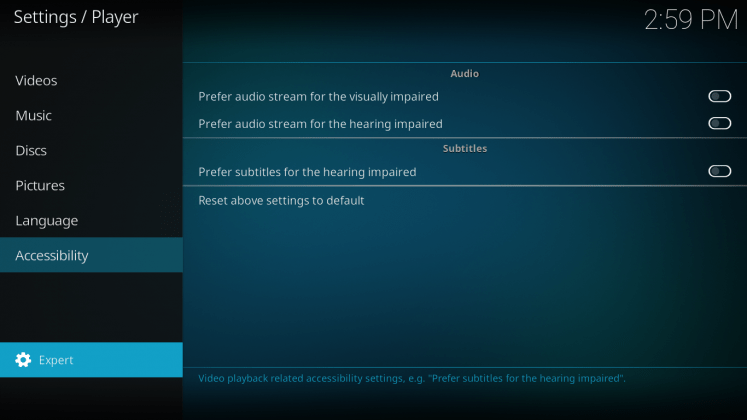 Settings / Player
2:59 PM
Videos
Music
Discs
Pictures
Language
Accessibility
Expert
Audio
Prefer audio stream for the visually impaired
Prefer audio stream for the hearing impaired
Subtitles
Prefer subtitles for the hearing impaired
Reset above settings to default
Video playback related accessibility settings, e.g. "Prefer subtitles for the hearing impaired".